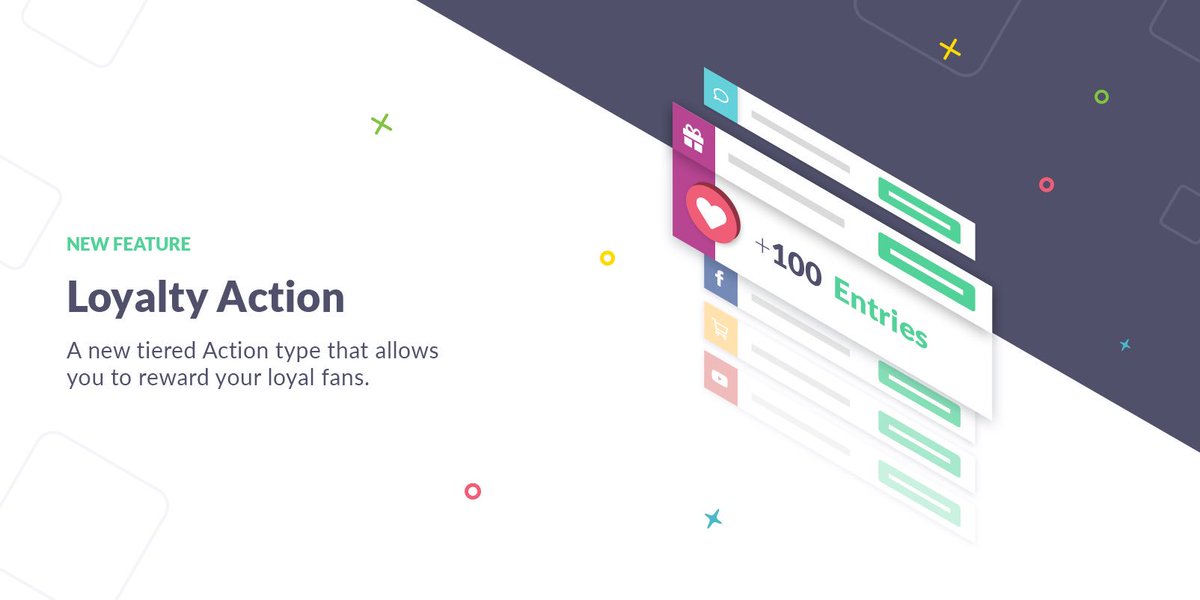 NEW FEATURE
Loyalty Action
A new tiered Action type that allows
you to reward your loyal fans.
+100 Entries